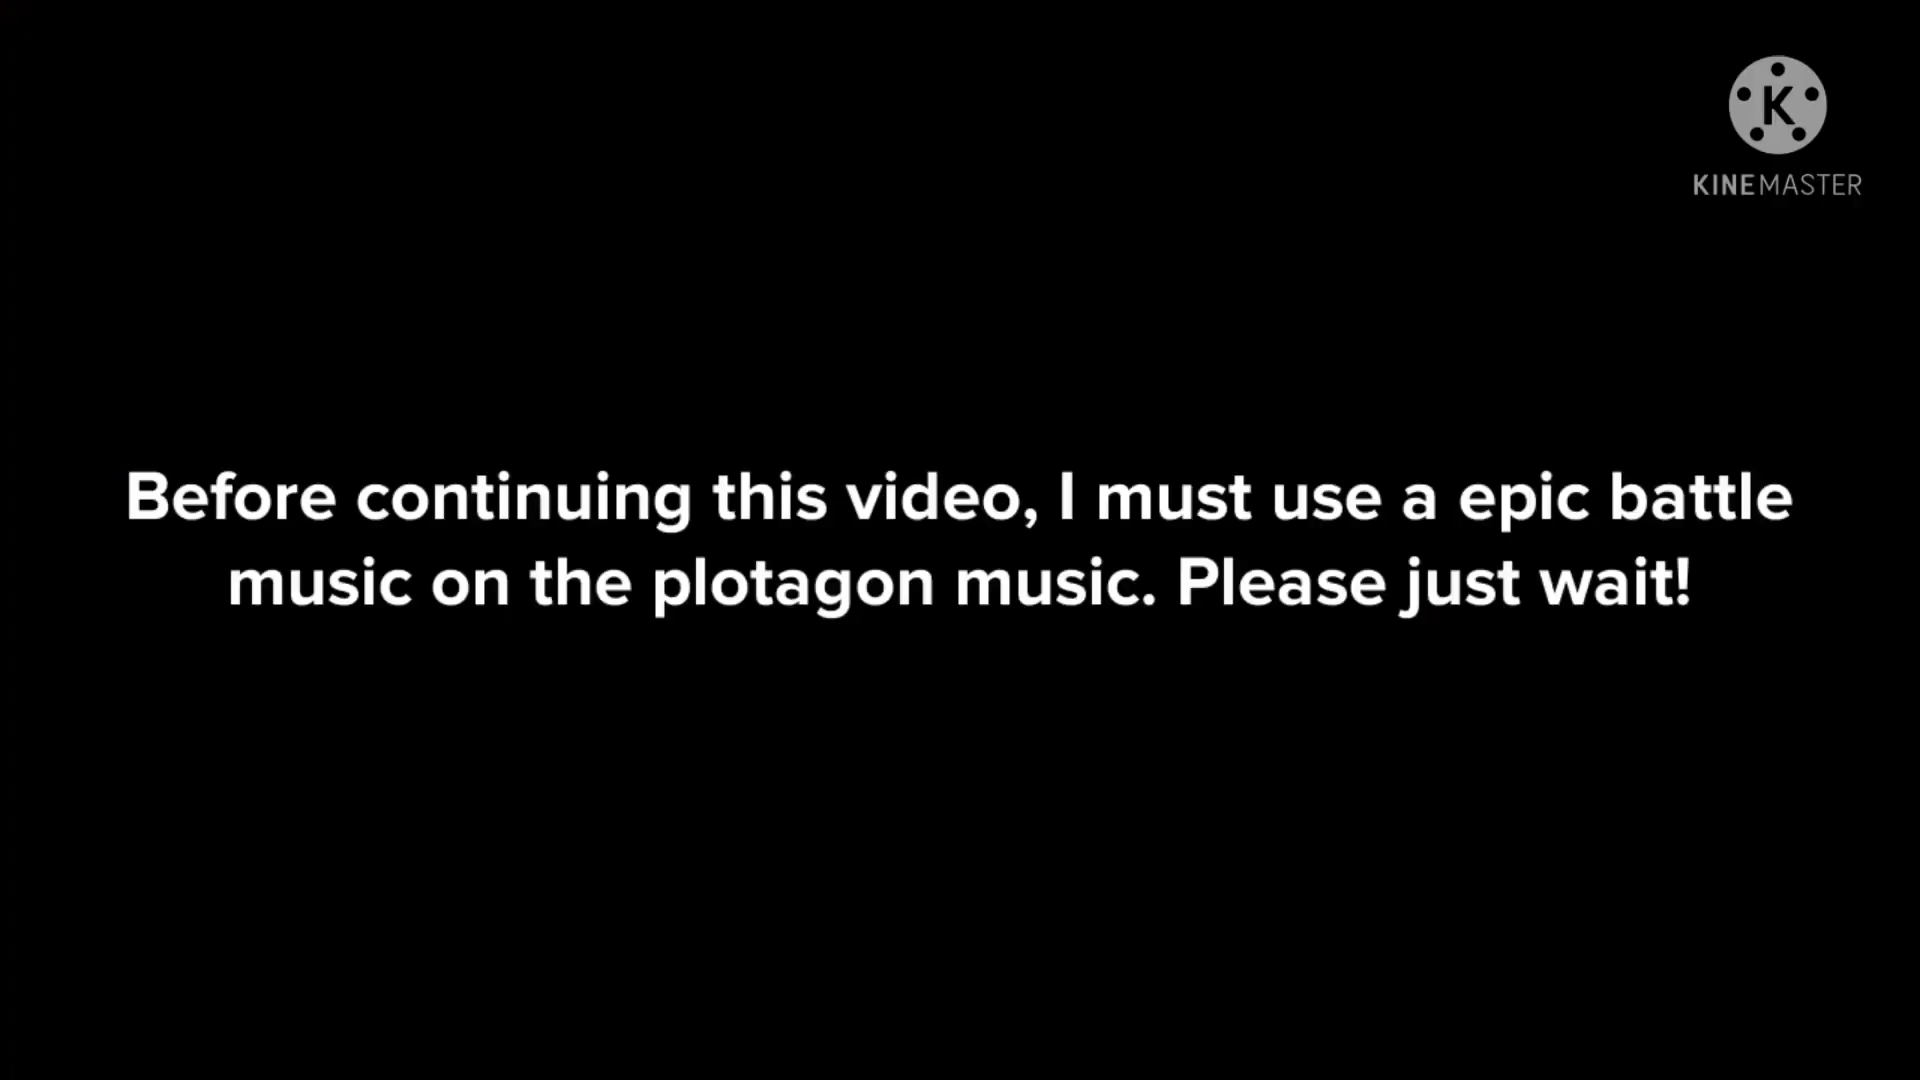 K
KINEMASTER
Before continuing this video, I must use a epic battle
music on the plotagon music. Please just wait!